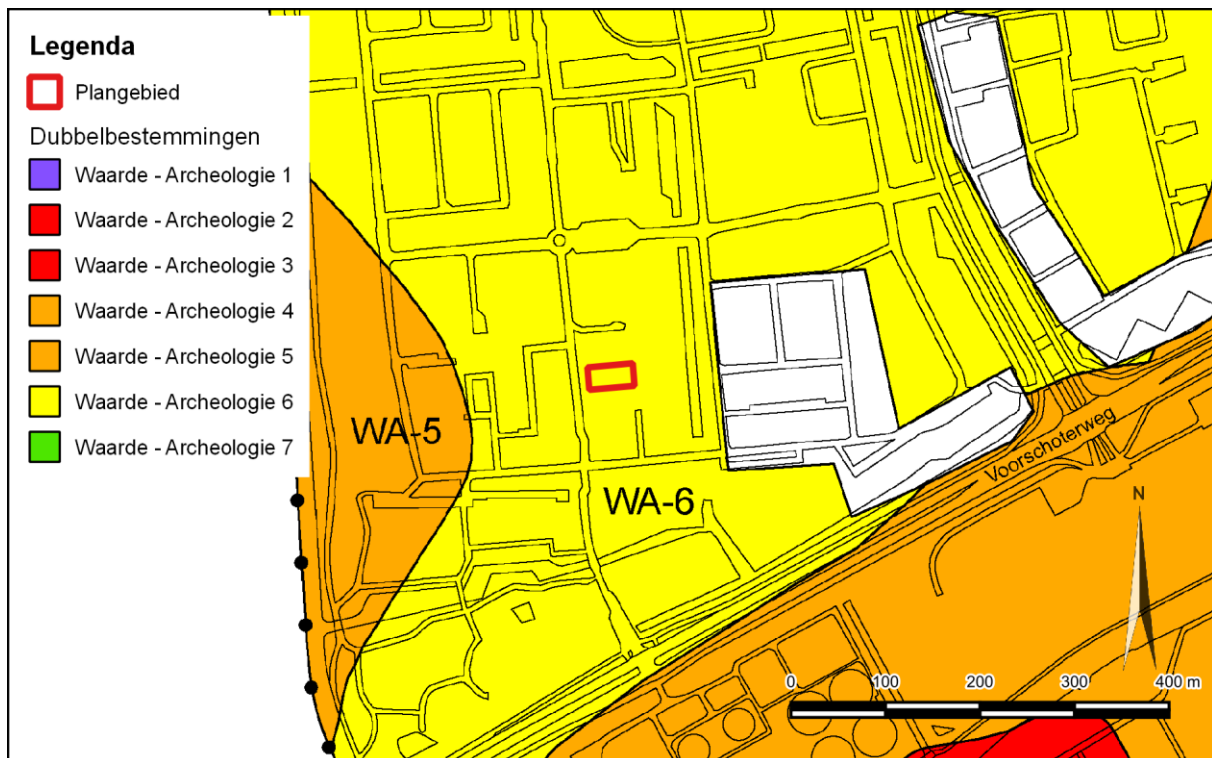 Legenda
Plangebied
Dubbelbestemmingen
Waarde - Archeologie 1
Waarde - Archeologie 2
Waarde - Archeologie 3
Waarde - Archeologie 4
Waarde - Archeologie 5
Waarde - Archeologie 6
Waarde - Archeologie 7
WA-5
WA-6
Voorschoterweg
N
0 100 200 300 400 m